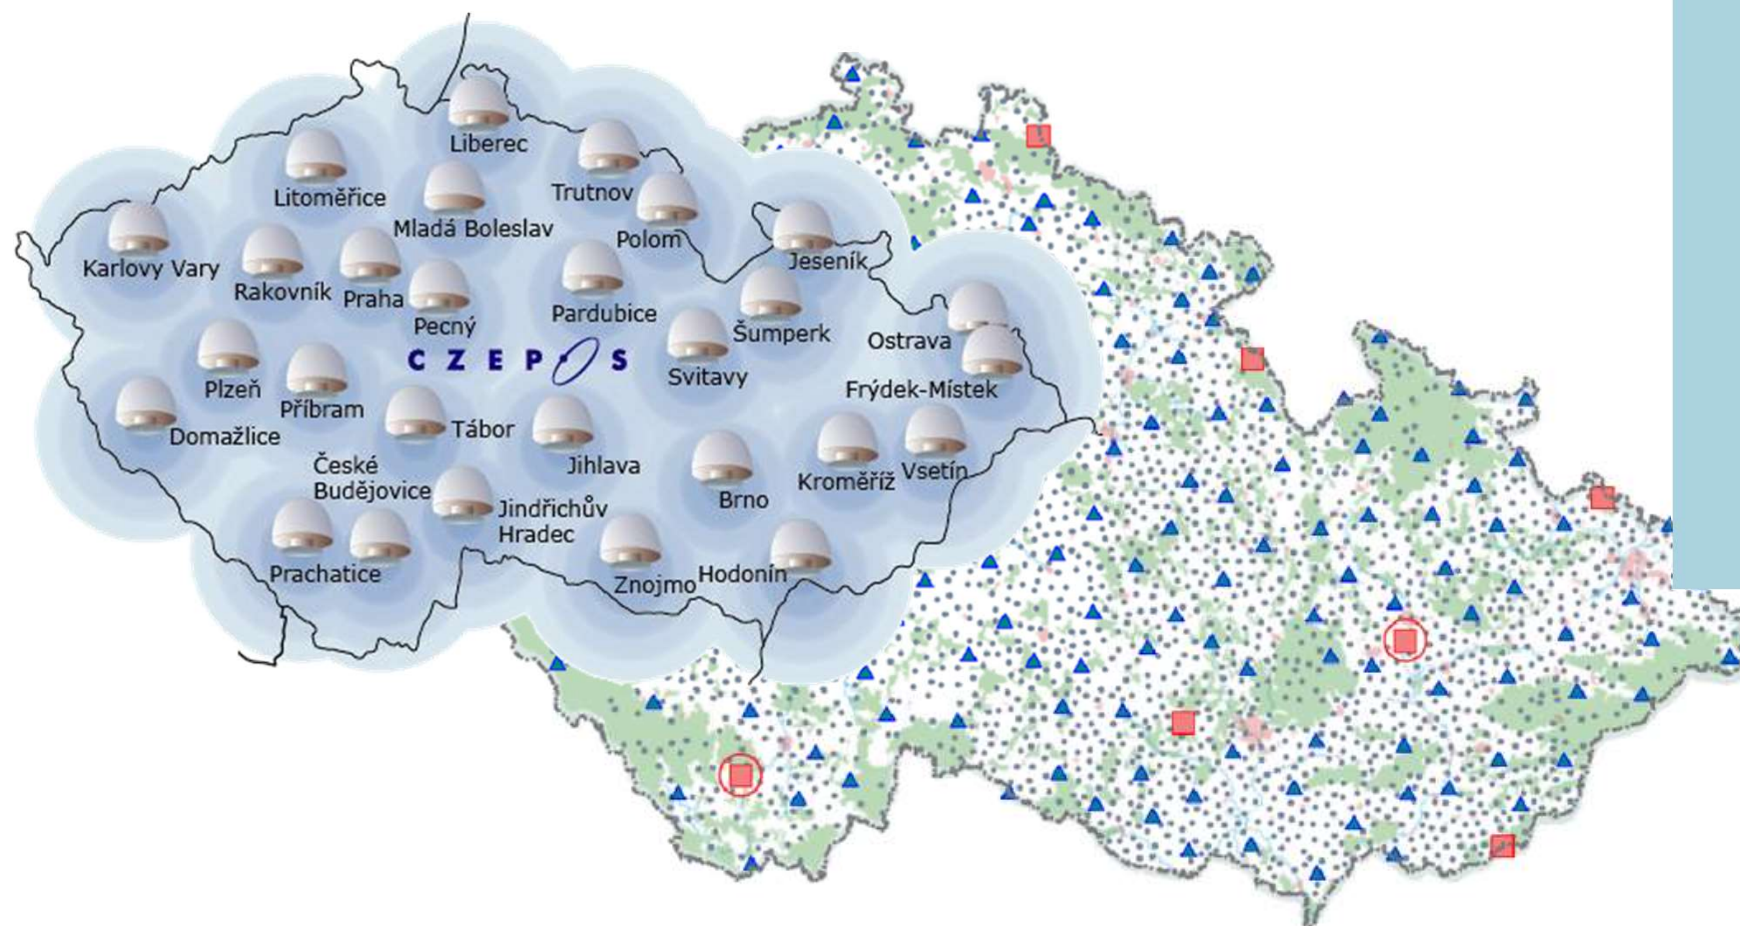 Liberec
Litoměřice
Trutnov
Mladá Boleslav
Polom
Karlovy Vary
Jeseník
Rakovník
Praha
Pecný
Pardubice
Šumperk
Ostrava
CZEPOS
Svitavy
Plzeň
Frýdek-Místek
Příbram
Domažlice
Tábor
České
Budějovice
Jihlava
Kroměříž
Vsetín
Brno
Jindřichův
Hradec
Prachatice
Znojmo
Hodonín